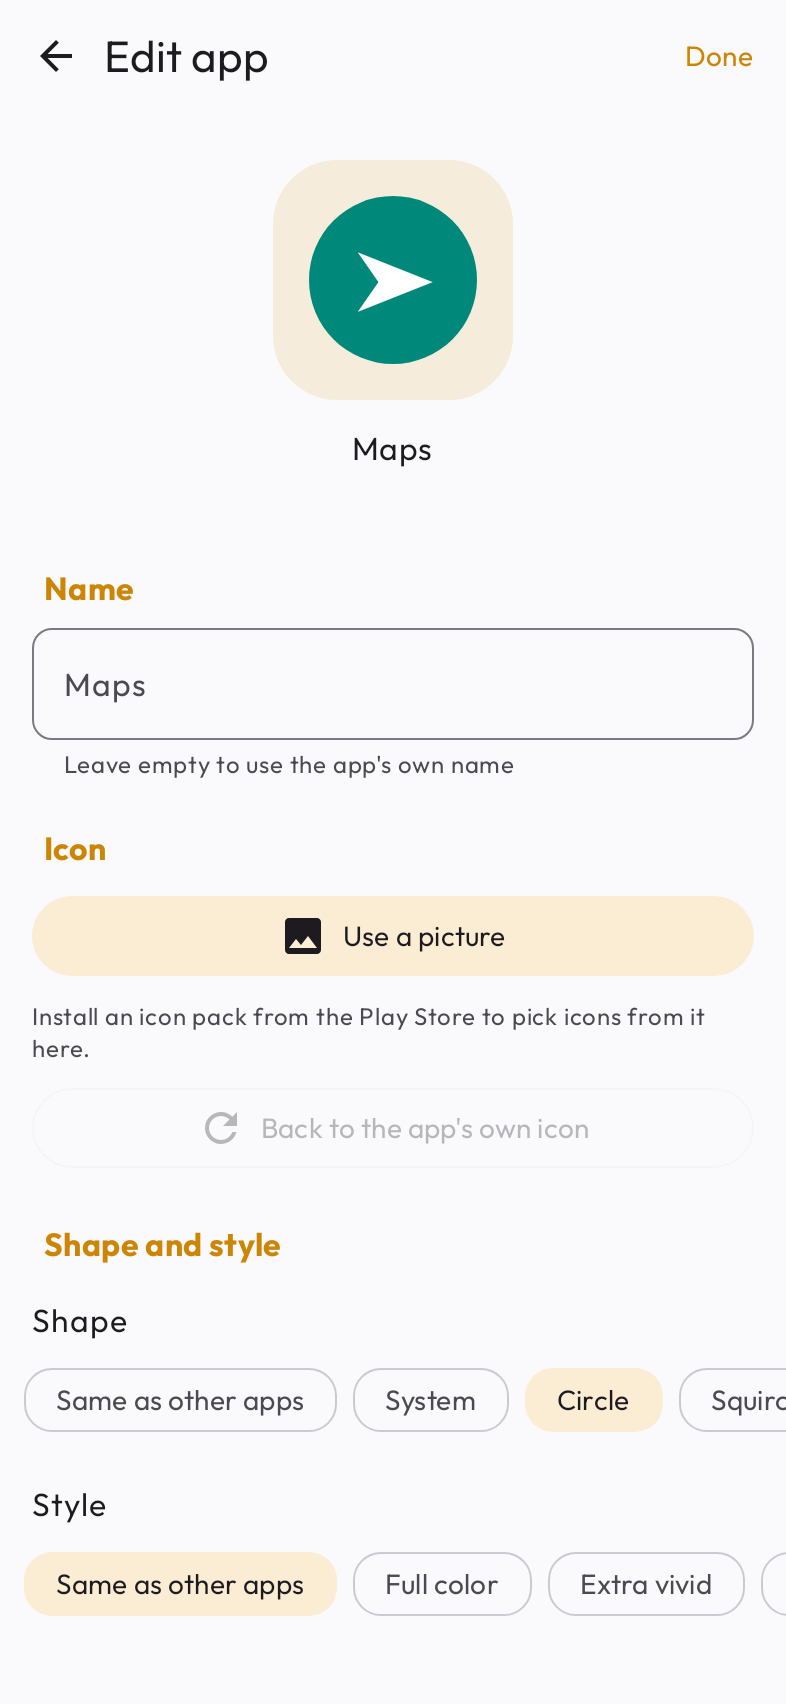 Edit app
Done
Maps
Name
Maps
Leave empty to use the app's own name
Icon
Use a picture
Install an icon pack from the Play Store to pick icons from it
here.
Back to the app's own icon
Shape and style
Shape
Same as other apps
System
Circle
Squirc
Style
Same as other apps
Full color
Extra vivid